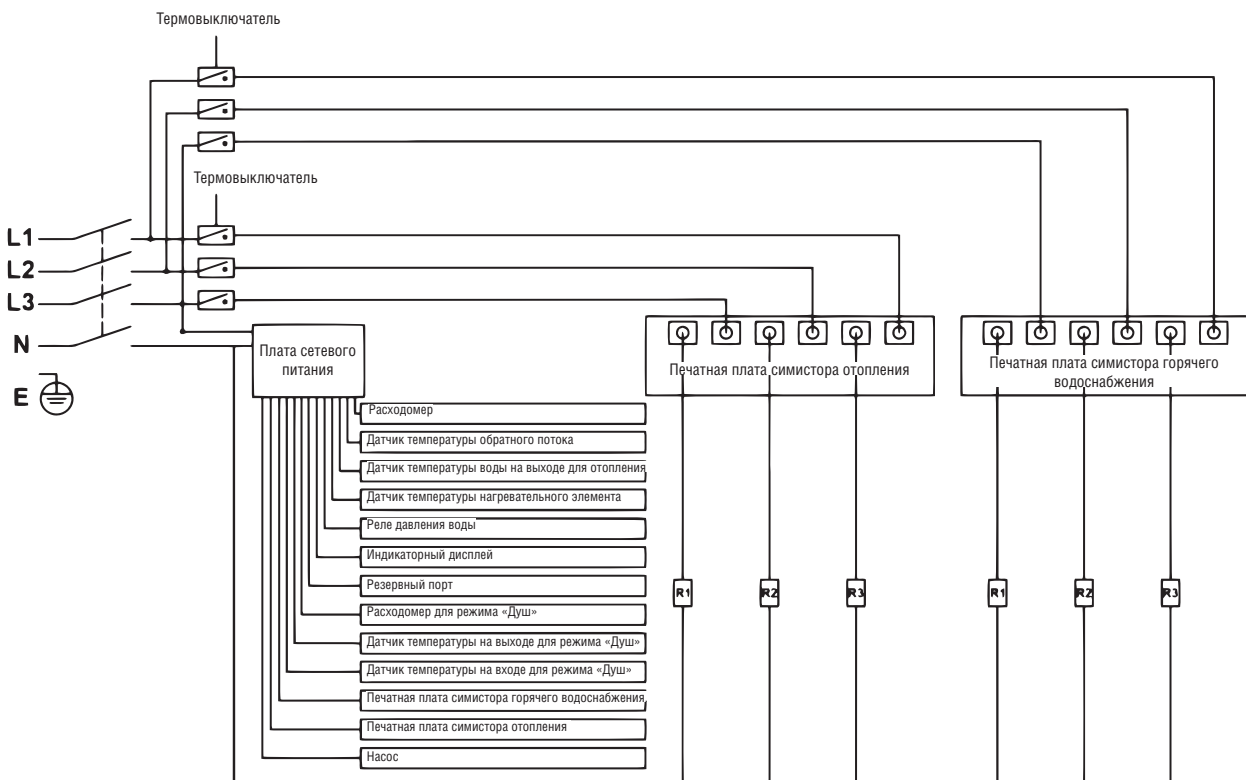 Термовыключатель
Термовыключатель
L1
L2
L3
N
E
Плата сетевого
питания
Печатная плата симистора отопления
Печатная плата симистора горячего
водоснабжения
Расходомер
Датчик температуры обратного потока
Датчик температуры воды на выходе для отопления
Датчик температуры нагревательного элемента
Реле давления воды
Индикаторный дисплей
Резервный порт
Расходомер для режима «Душ»
Датчик температуры на выходе для режима «Душ»
Датчик температуры на входе для режима «Душ»
Печатная плата симистора горячего водоснабжения
Печатная плата симистора отопления
Насос
R1
R2
R3
R1
R2
R3